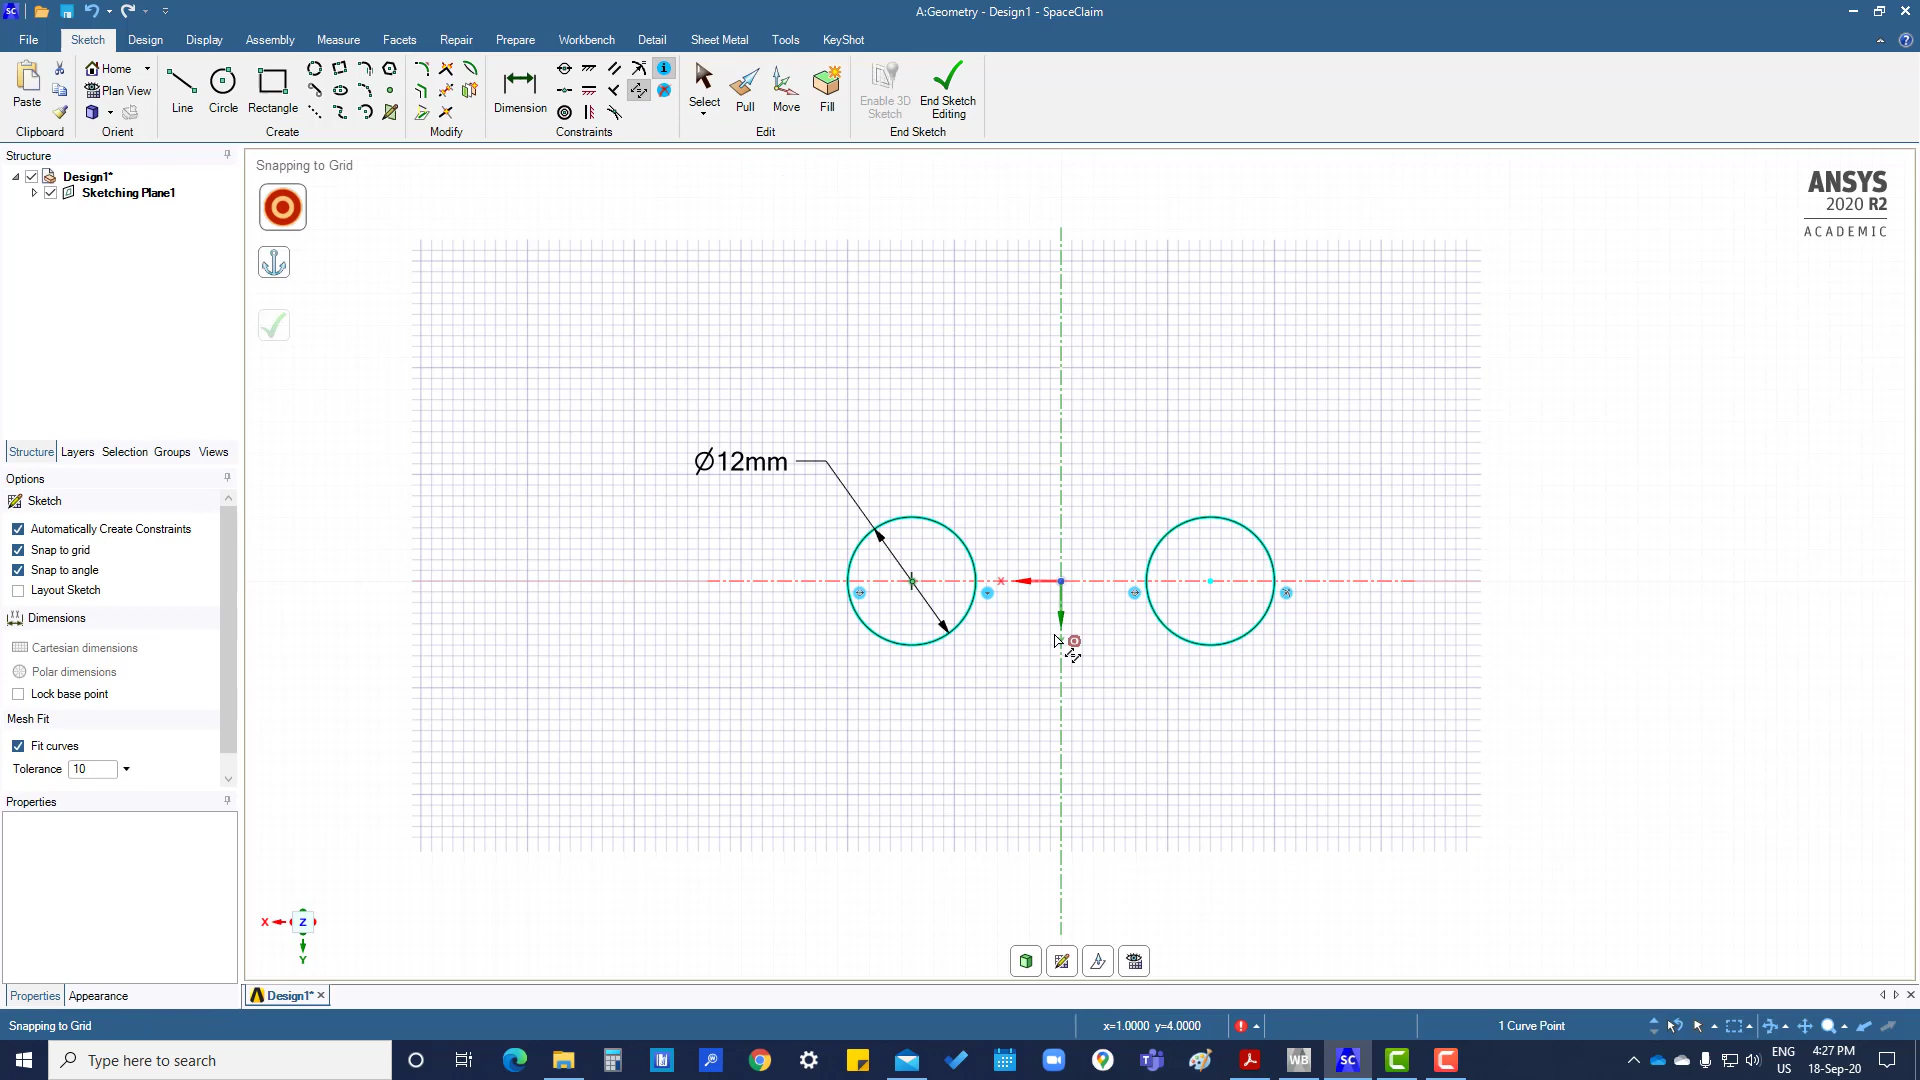 A:Geometry - Design1 - SpaceClaim
File Sketch Design Display Assembly Measure Facets Repair Prepare Workbench Detail Sheet Metal Tools KeyShot
Paste
Home
Plan View
Line Circle Rectangle
Dimension
Select Pull Move Fill
Enable 3D Sketch
End Sketch Editing
Clipboard Orient Create Modify Constraints Edit End Sketch
Structure
Design1*
Sketching Plane1
Structure Layers Selection Groups Views
Options
Sketch
Automatically Create Constraints
Snap to grid
Snap to angle
Layout Sketch
Dimensions
Cartesian dimensions
Polar dimensions
Lock base point
Mesh Fit
Fit curves
Tolerance 10
Properties
Properties Appearance
Snapping to Grid
ANSYS
2020 R2
ACADEMIC
Ø12mm
X
X Z
Y
Design1*
Snapping to Grid
x=1.0000 y=4.0000
1 Curve Point
Type here to search
WB
SC
ENG
US
4:27 PM
18-Sep-20